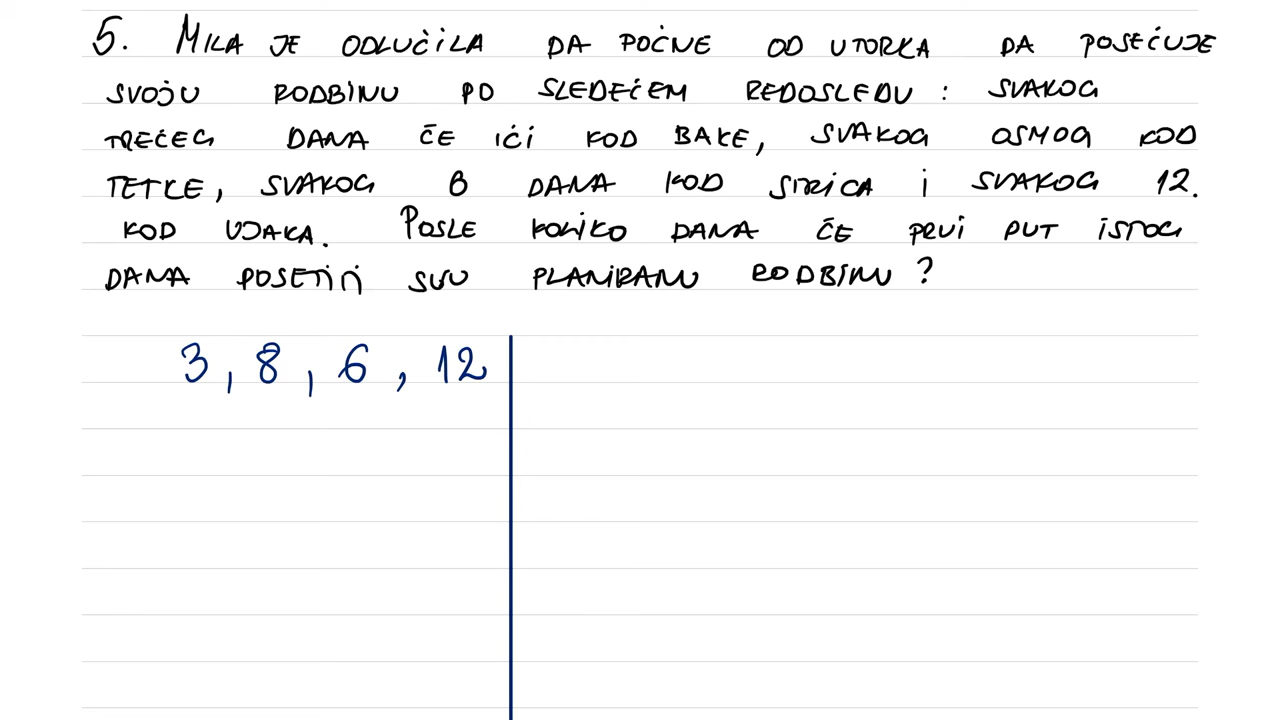 5. MILA JE ODLUČILA DA POČNE OD UTORKA DA POSEĆUJE
SVOJU RODBINU PO SLEDEĆEM REDOSLEDU: SVAKOG
TREĆEG DANA ĆE IĆI KOD BAKE, SVAKOG OSMOG KOD
TETKE, SVAKOG 6 DANA KOD STRICA I SVAKOG 12.
KOD UJAKA. POSLE KOLIKO DANA ĆE PRVI PUT ISTOG
DANA POSETITI SVU PLANIRANU RODBINU?
3, 8, 6, 12